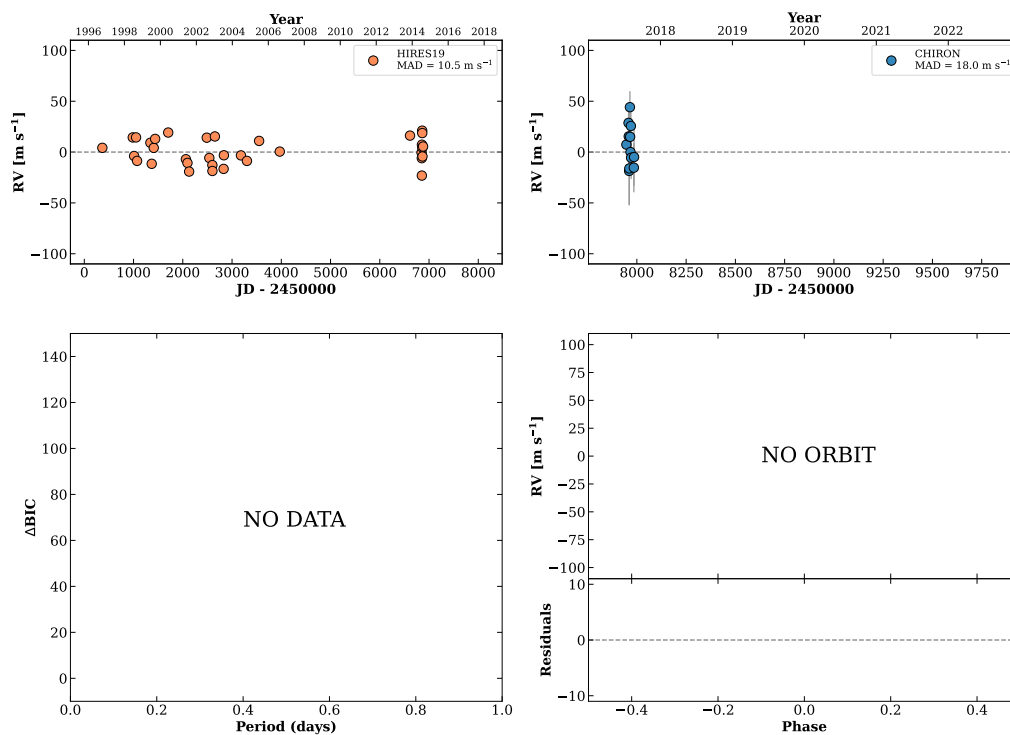 Year
1996 1998 2000 2002 2004 2006 2008 2010 2012 2014 2016 2018
HIRES19
MAD = 10.5 m s⁻¹
RV [m s⁻¹]
100
50
0
−50
−100
0 1000 2000 3000 4000 5000 6000 7000 8000
JD - 2450000
Year
2018 2019 2020 2021 2022
CHIRON
MAD = 18.0 m s⁻¹
RV [m s⁻¹]
100
50
0
−50
−100
8000 8250 8500 8750 9000 9250 9500 9750
JD - 2450000
ΔBIC
140
120
100
80
60
40
20
0
NO DATA
0.0 0.2 0.4 0.6 0.8 1.0
Period (days)
RV [m s⁻¹]
100
75
50
25
0
−25
−50
−75
−100
NO ORBIT
Residuals
10
0
−10
−0.4 −0.2 0.0 0.2 0.4
Phase